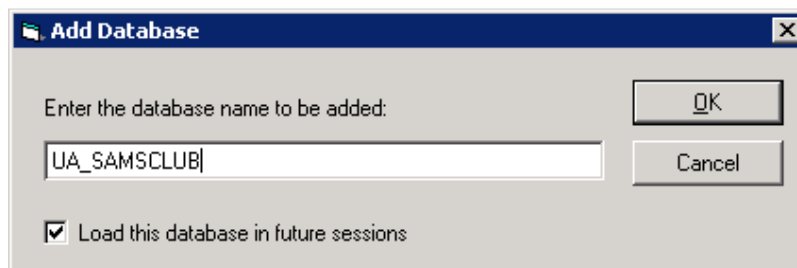 Add Database
Enter the database name to be added:
OK
UA_SAMSCLUB
Cancel
Load this database in future sessions